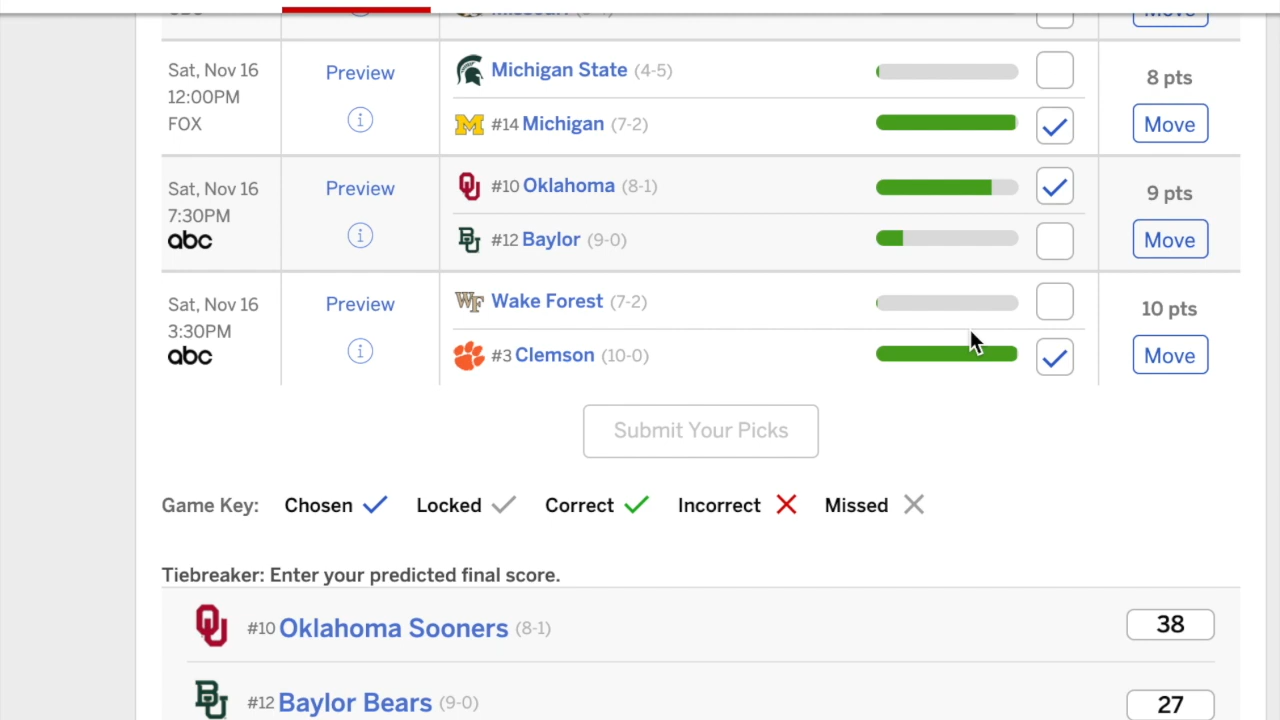 Sat, Nov 16
12:00PM
FOX
Preview
Michigan State (4-5)
#14 Michigan (7-2)
8 pts
Move
Sat, Nov 16
7:30PM
abc
Preview
#10 Oklahoma (8-1)
#12 Baylor (9-0)
9 pts
Move
Sat, Nov 16
3:30PM
abc
Preview
WF Wake Forest (7-2)
#3 Clemson (10-0)
10 pts
Move
Submit Your Picks
Game Key: Chosen Locked Correct Incorrect Missed
Tiebreaker: Enter your predicted final score.
#10 Oklahoma Sooners (8-1) 38
#12 Baylor Bears (9-0) 27